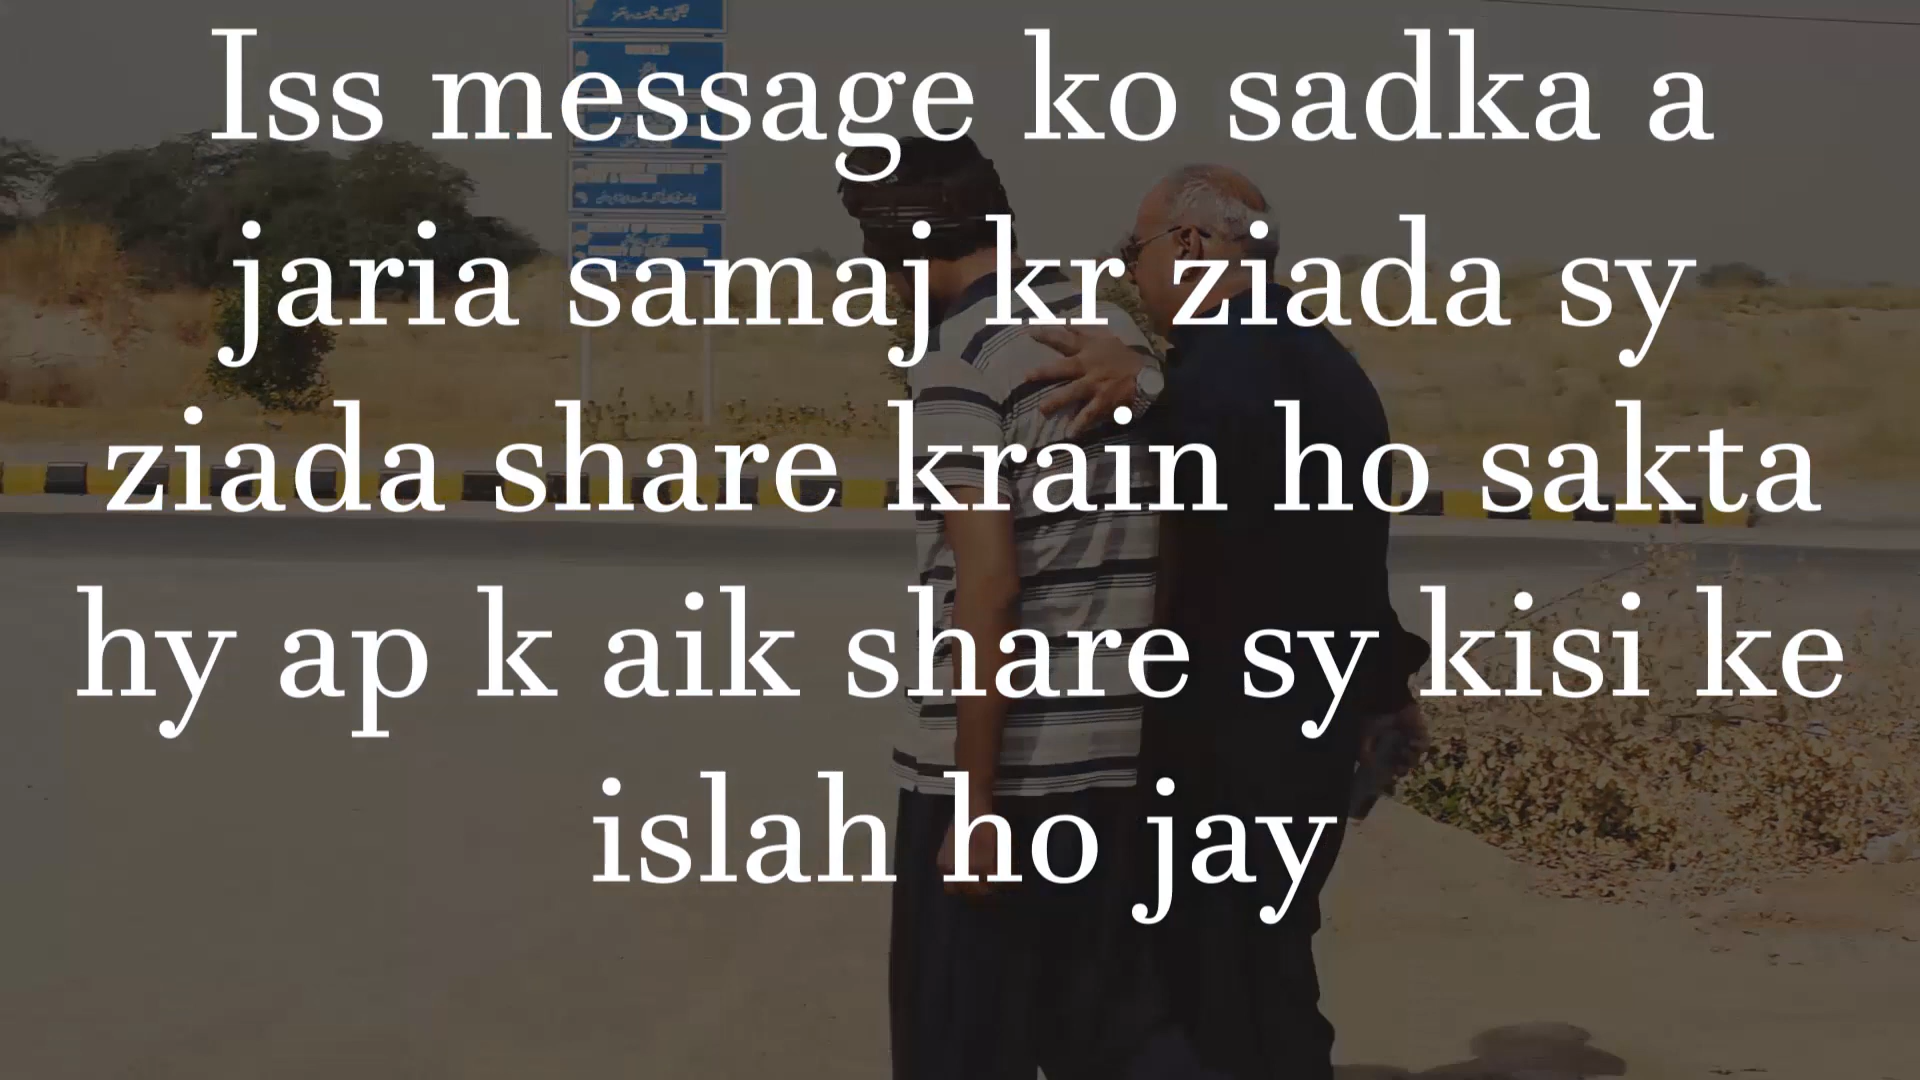 Iss message ko sadka a
jaria samaj kr ziada sy
ziada share krain ho sakta
hy ap k aik share sy kisi ke
islah ho jay